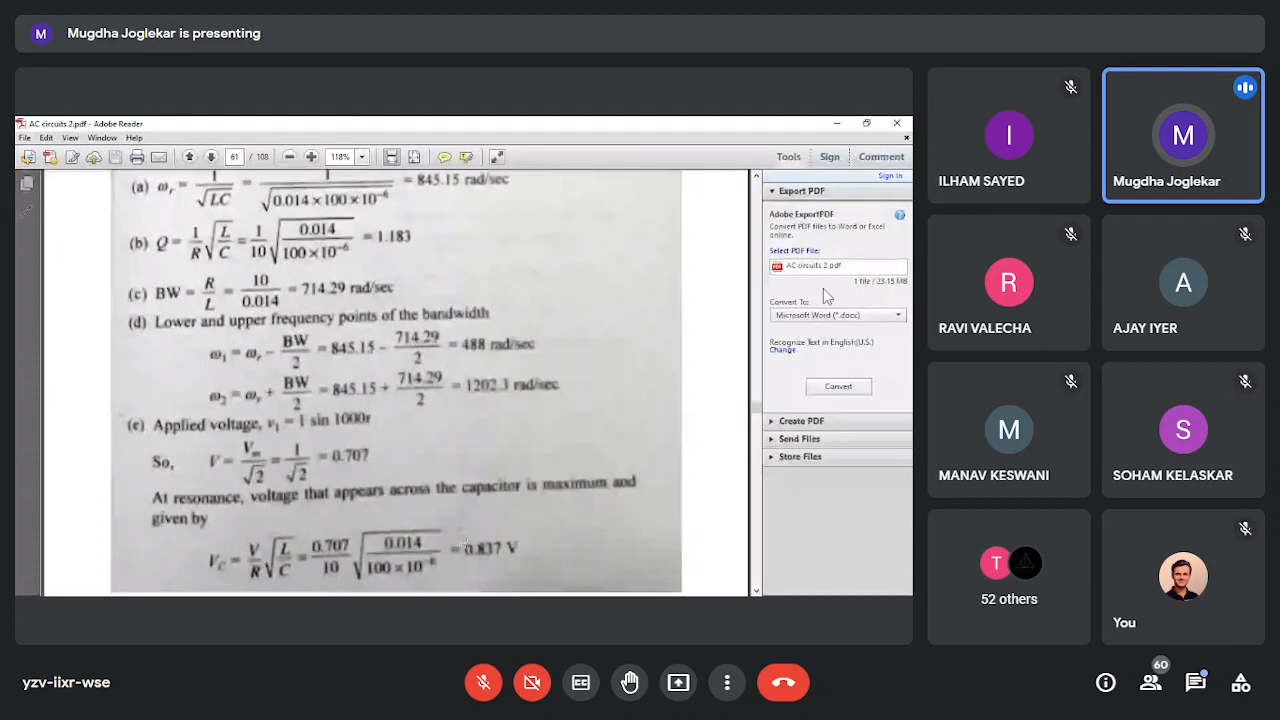 M Mugdha Joglekar is presenting
AC circuits 2.pdf - Adobe Reader
File Edit View Window Help
61 / 108 118% Tools Sign Comment
(a) ωr = 1/√LC = 1/√0.014 × 100 × 10⁻⁶ = 845.15 rad/sec
(b) Q = 1/R √L/C = 1/10 √0.014/100 × 10⁻⁶ = 1.183
(c) BW = R/L = 10/0.014 = 714.29 rad/sec
(d) Lower and upper frequency points of the bandwidth
ω₁ = ωr - BW/2 = 845.15 - 714.29/2 = 488 rad/sec
ω₂ = ωr + BW/2 = 845.15 + 714.29/2 = 1202.3 rad/sec
(e) Applied voltage, v₁ = 1 sin 1000t
So, V = Vm/√2 = 1/√2 = 0.707
At resonance, voltage that appears across the capacitor is maximum and
given by
VC = V/R √L/C = 0.707/10 √0.014/100 × 10⁻⁶ = 0.837 V
Sign In
Export PDF
Adobe ExportPDF
Convert PDF files to Word or Excel
online.
Select PDF File:
AC circuits 2.pdf
1 file / 23.15 MB
Convert To:
Microsoft Word (*.docx)
Recognize Text in English(U.S.)
Change
Convert
Create PDF
Send Files
Store Files
I
ILHAM SAYED
M
Mugdha Joglekar
R
RAVI VALECHA
A
AJAY IYER
M
MANAV KESWANI
S
SOHAM KELASKAR
T
52 others
You
yzv-iixr-wse
CC
60